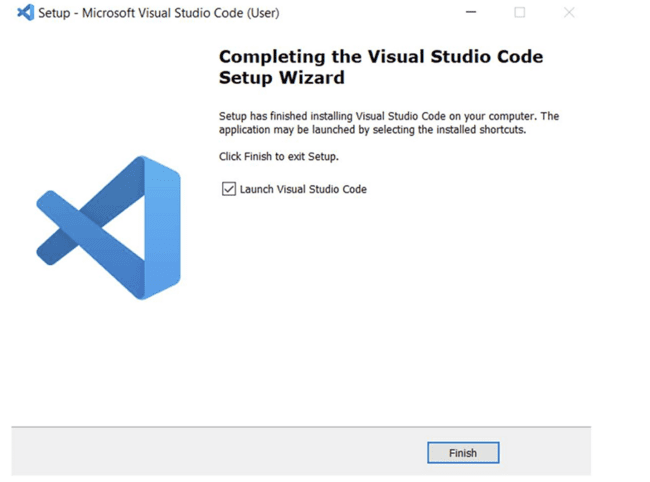 Setup - Microsoft Visual Studio Code (User)
Completing the Visual Studio Code
Setup Wizard
Setup has finished installing Visual Studio Code on your computer. The
application may be launched by selecting the installed shortcuts.
Click Finish to exit Setup.
Launch Visual Studio Code
Finish